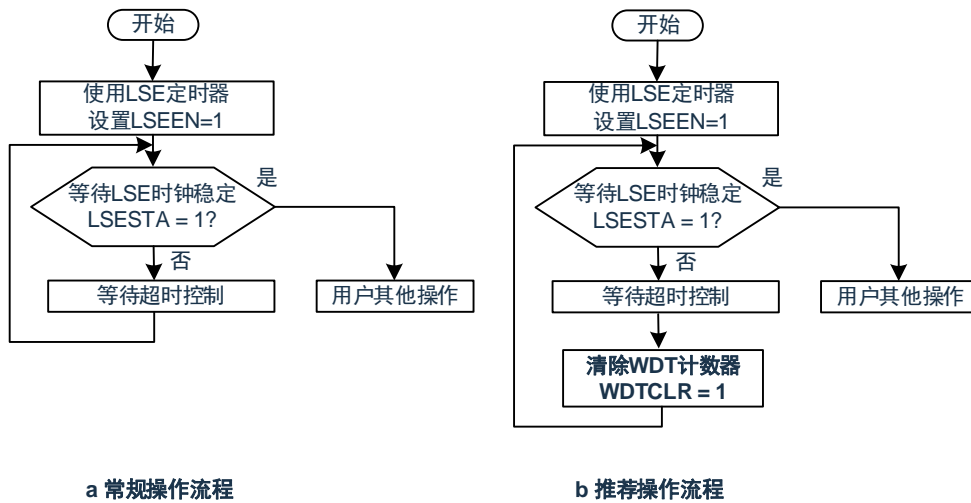 开始
使用LSE定时器
设置LSEEN=1
等待LSE时钟稳定
LSESTA = 1?
是
否
等待超时控制
用户其他操作
a 常规操作流程
开始
使用LSE定时器
设置LSEEN=1
等待LSE时钟稳定
LSESTA = 1?
是
否
等待超时控制
用户其他操作
清除WDT计数器
WDTCLR = 1
b 推荐操作流程